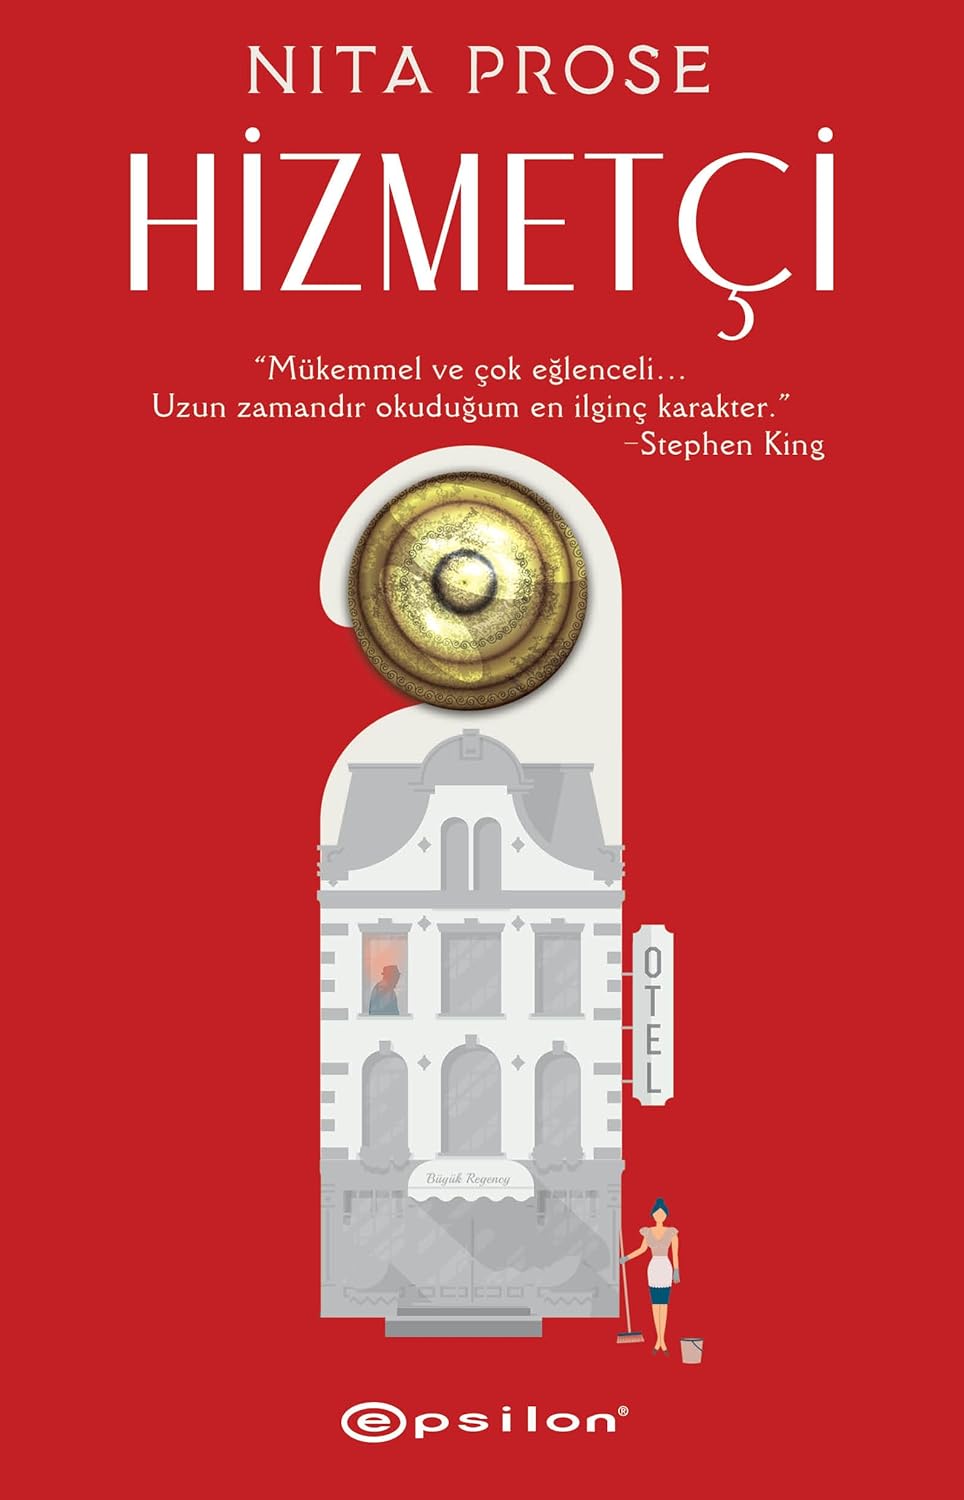 NITA PROSE
HİZMETÇİ
“Mükemmel ve çok eğlenceli...
Uzun zamandır okuduğum en ilginç karakter.”
–Stephen King
OTEL
Büyük Regency
epsilon®